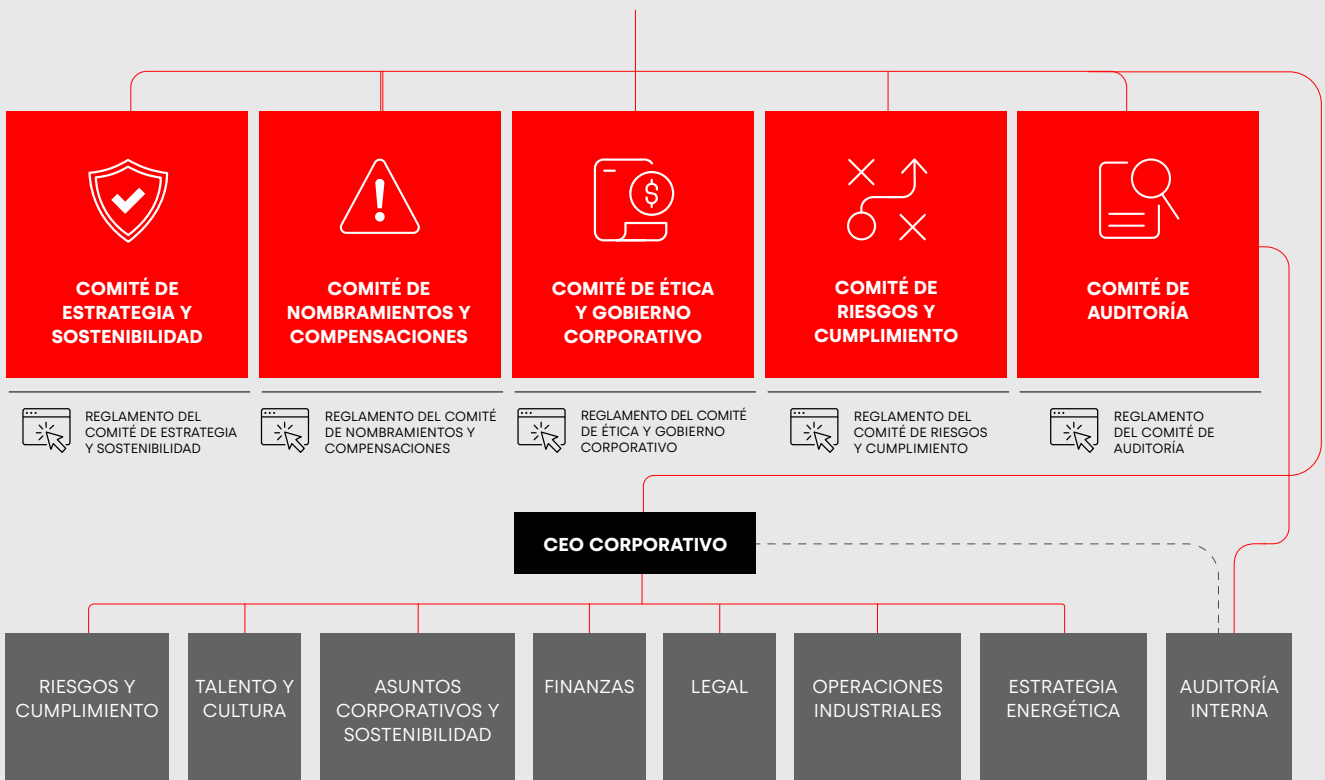 COMITÉ DE
ESTRATEGIA Y
SOSTENIBILIDAD
COMITÉ DE
NOMBRAMIENTOS Y
COMPENSACIONES
COMITÉ DE ÉTICA
Y GOBIERNO
CORPORATIVO
COMITÉ DE
RIESGOS Y
CUMPLIMIENTO
COMITÉ DE
AUDITORÍA
REGLAMENTO DEL
COMITÉ DE ESTRATEGIA
Y SOSTENIBILIDAD
REGLAMENTO DEL COMITÉ
DE NOMBRAMIENTOS Y
COMPENSACIONES
REGLAMENTO DEL COMITÉ
DE ÉTICA Y GOBIERNO
CORPORATIVO
REGLAMENTO DEL
COMITÉ DE RIESGOS
Y CUMPLIMIENTO
REGLAMENTO
DEL COMITÉ DE
AUDITORÍA
CEO CORPORATIVO
RIESGOS Y
CUMPLIMIENTO
TALENTO Y
CULTURA
ASUNTOS
CORPORATIVOS Y
SOSTENIBILIDAD
FINANZAS
LEGAL
OPERACIONES
INDUSTRIALES
ESTRATEGIA
ENERGÉTICA
AUDITORÍA
INTERNA